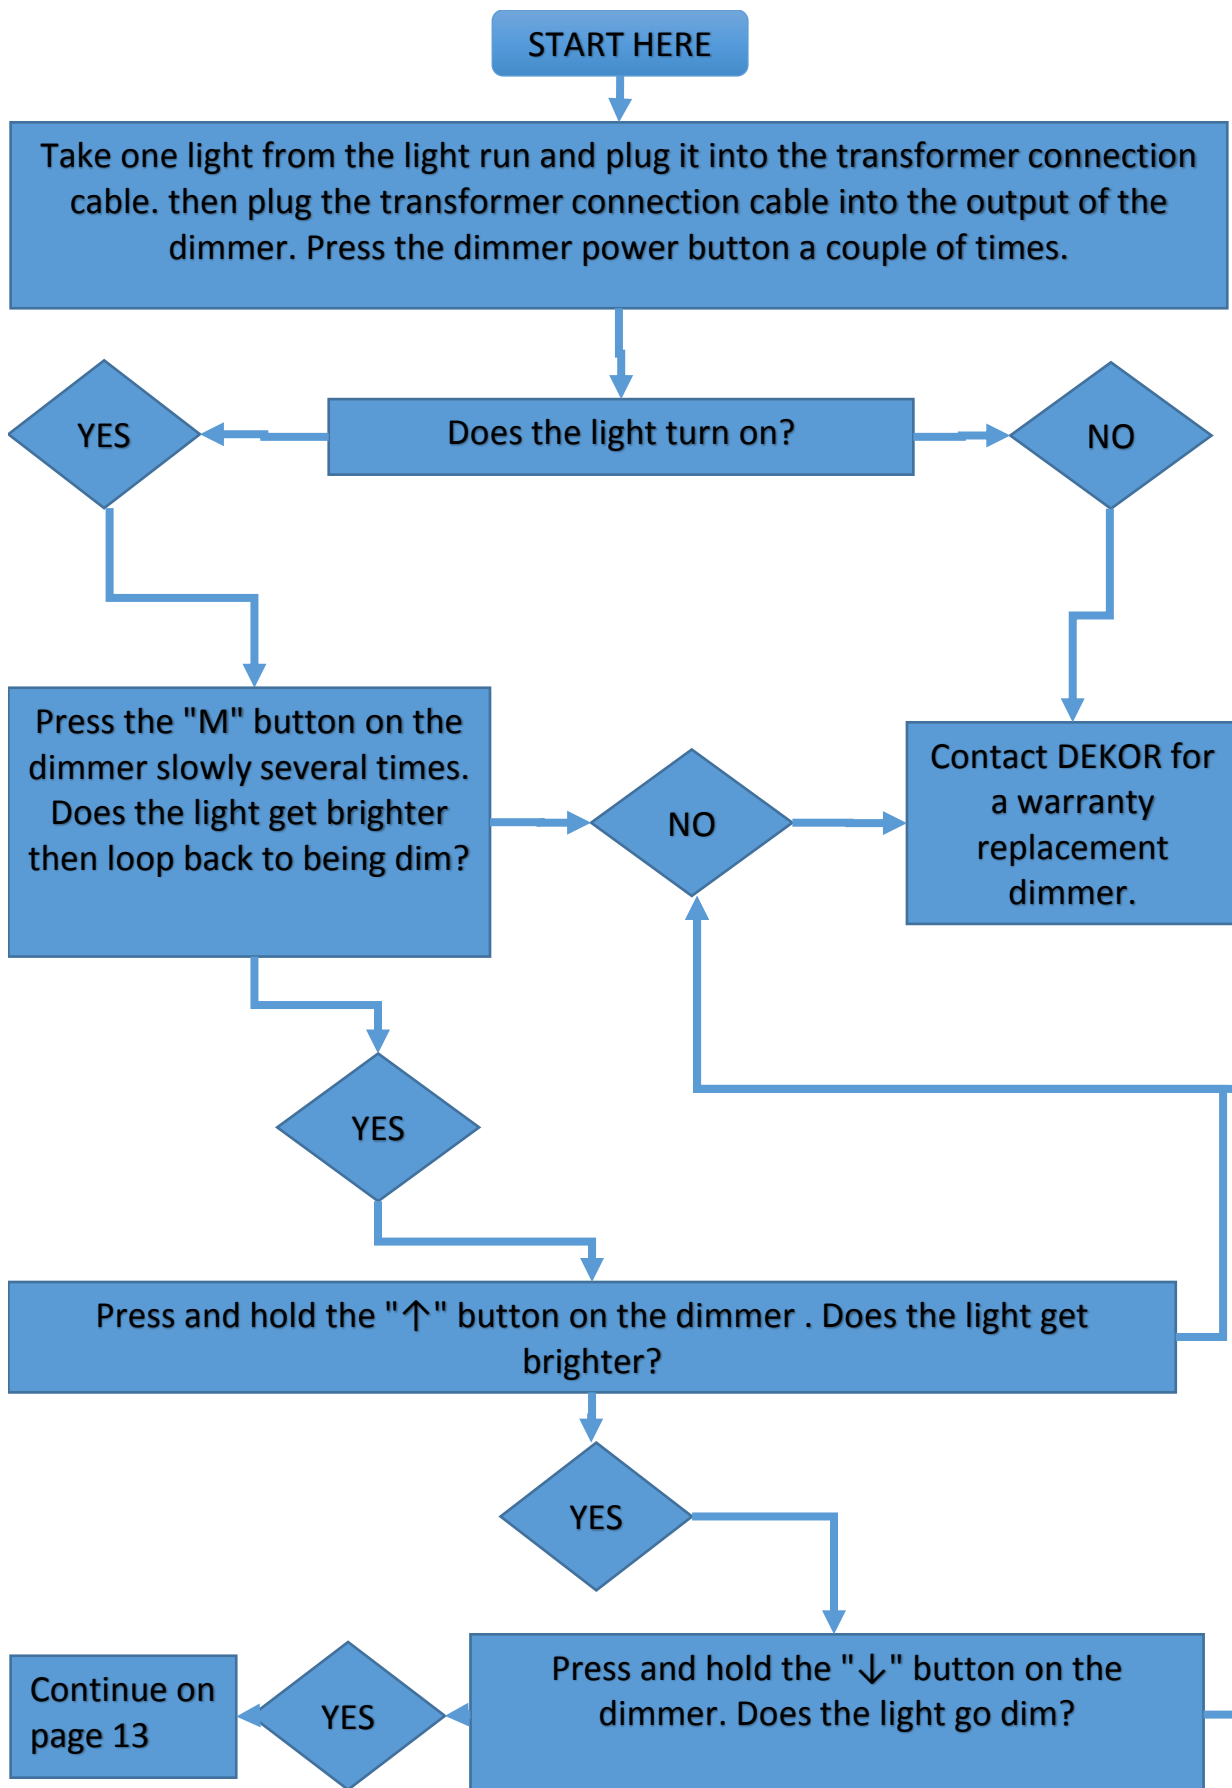 START HERE
Take one light from the light run and plug it into the transformer connection
cable. then plug the transformer connection cable into the output of the
dimmer. Press the dimmer power button a couple of times.
YES
Does the light turn on?
NO
Press the "M" button on the
dimmer slowly several times.
Does the light get brighter
then loop back to being dim?
NO
Contact DEKOR for
a warranty
replacement
dimmer.
YES
Press and hold the "↑" button on the dimmer . Does the light get
brighter?
YES
Press and hold the "↓" button on the
dimmer. Does the light go dim?
YES
Continue on
page 13